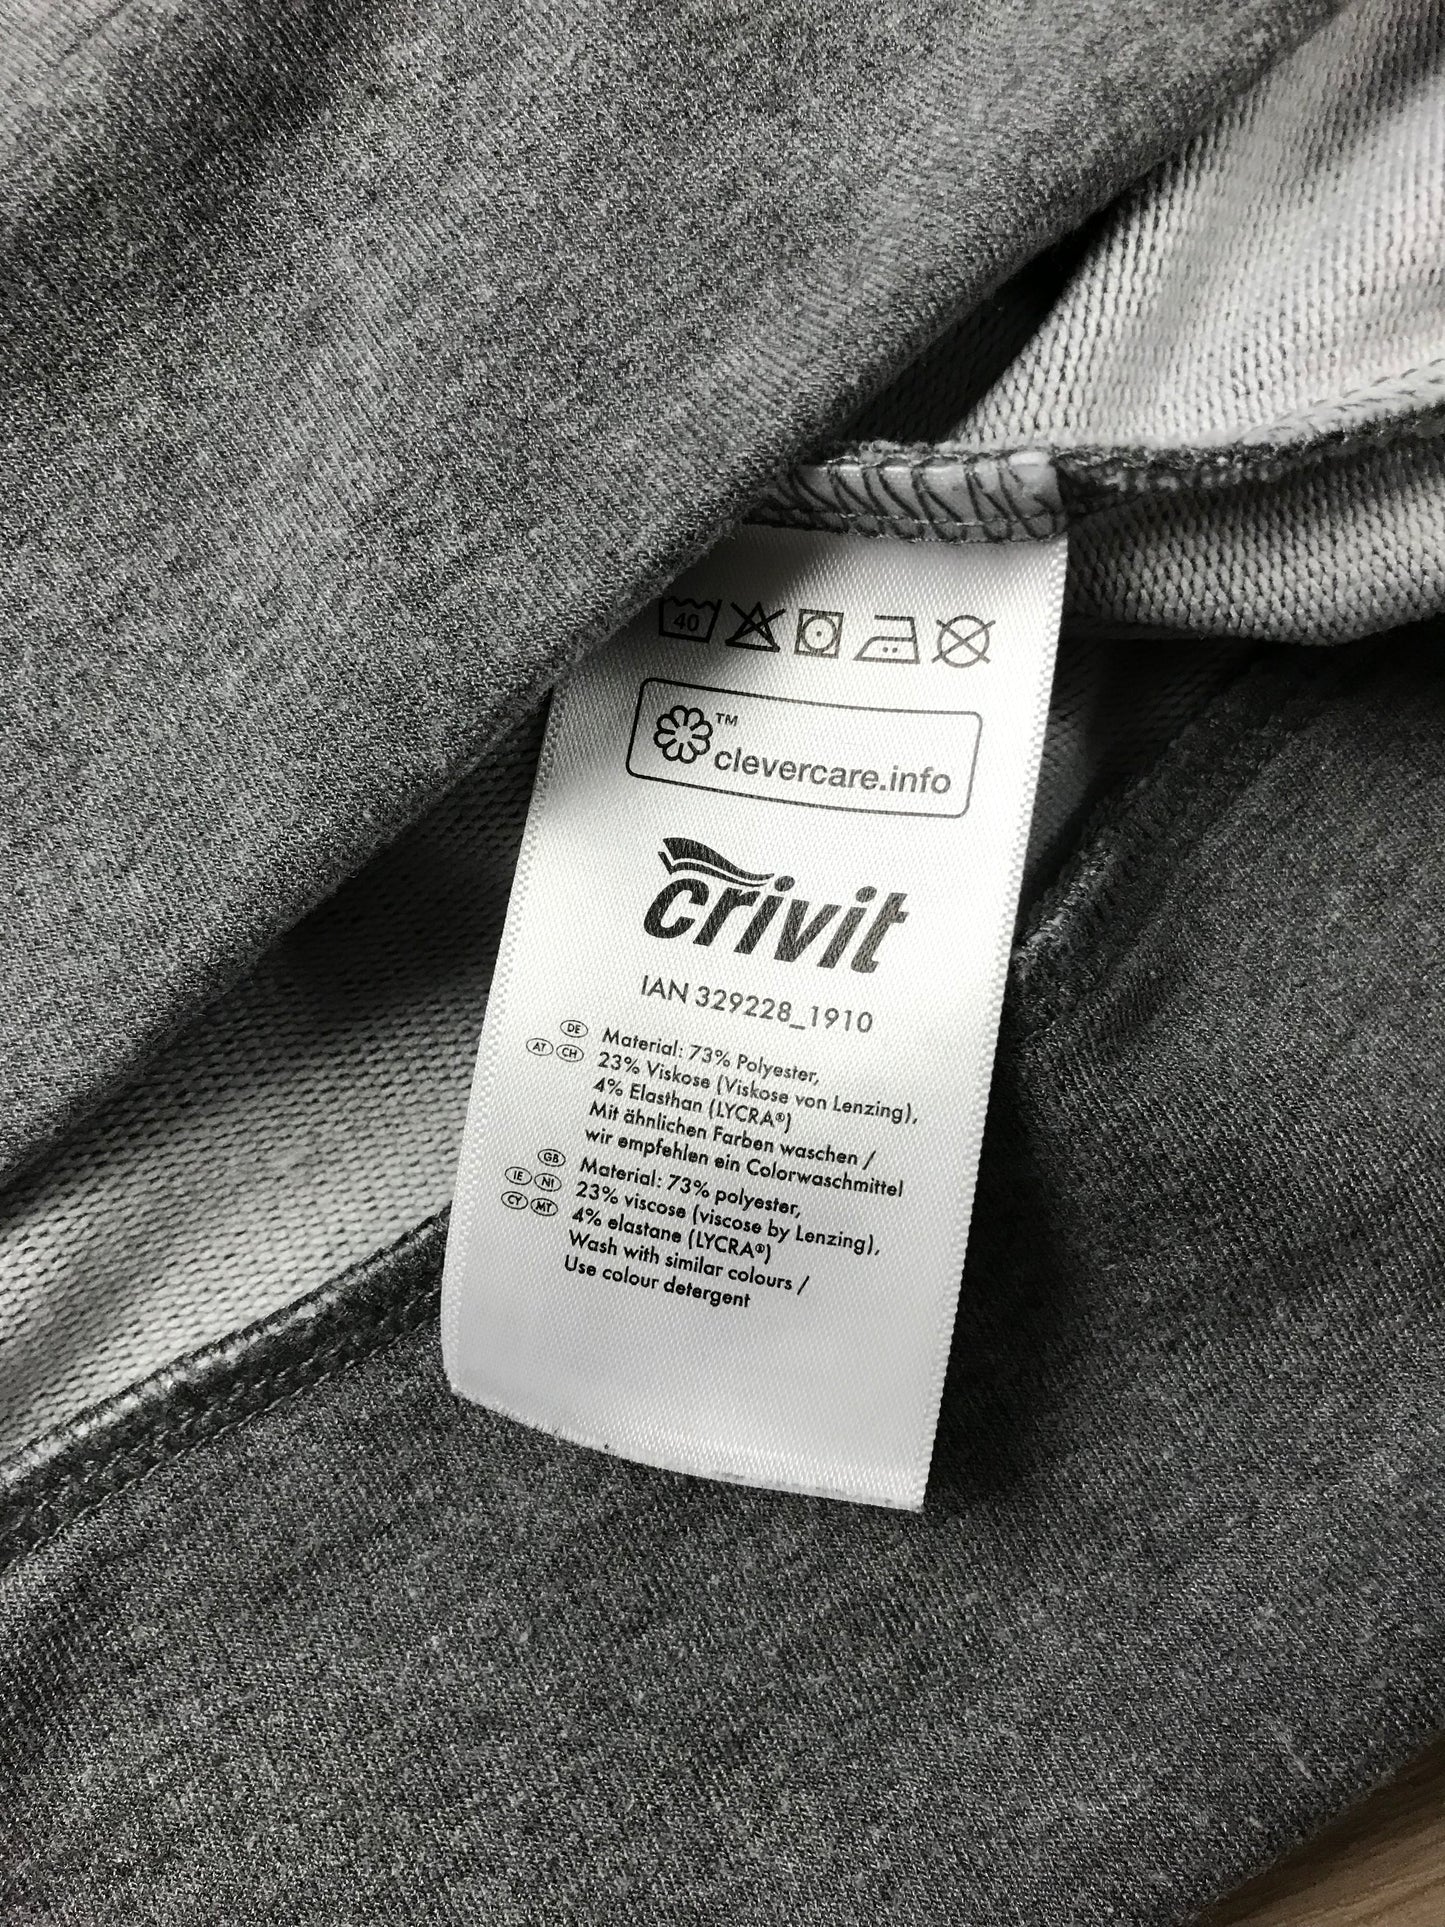 40
™
clevercare.info
crivit
IAN 329228_1910
DE Material: 73% Polyester,
AT CH 23% Viskose (Viskose von Lenzing),
4% Elasthan (LYCRA®)
Mit ähnlichen Farben waschen /
wir empfehlen ein Colorwaschmittel
GB Material: 73% polyester,
IE NI 23% viscose (viscose by Lenzing),
CY MT 4% elastane (LYCRA®)
Wash with similar colours /
Use colour detergent